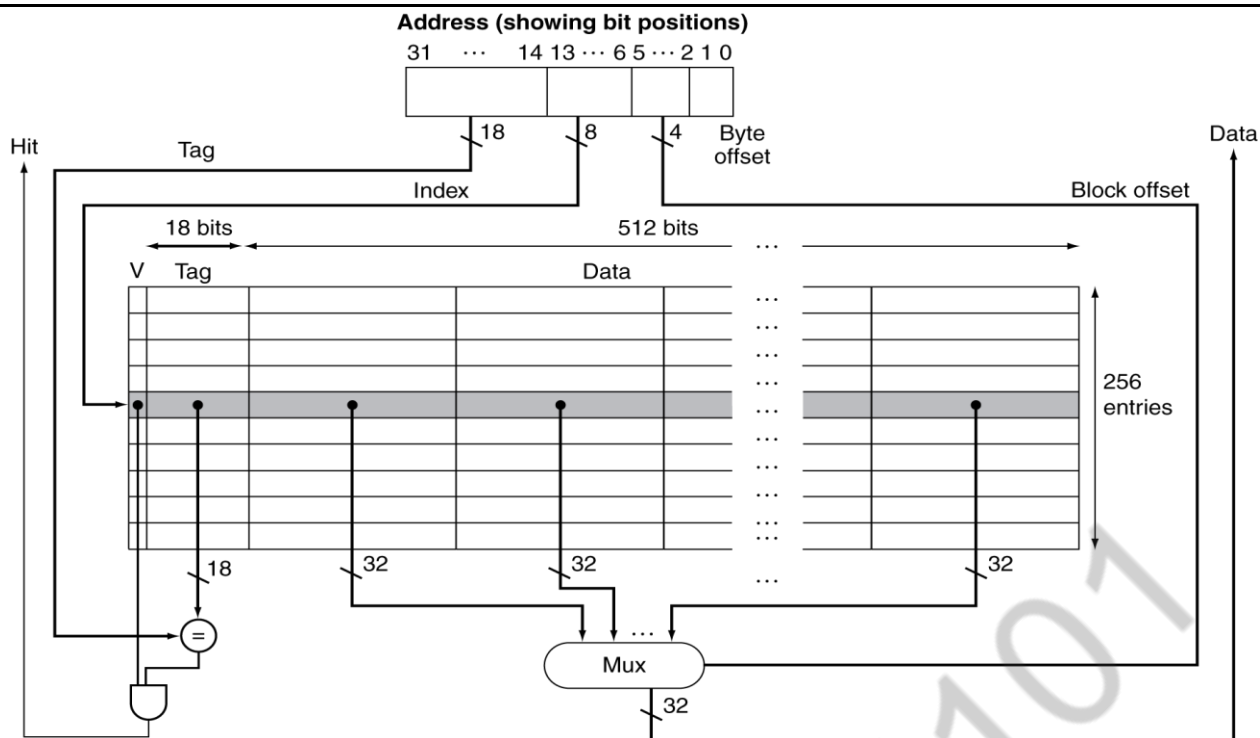 Address (showing bit positions)
31 ··· 14 13 ··· 6 5 ··· 2 1 0
18 8 4 Byte offset
Hit Tag Data
Index Block offset
18 bits 512 bits ···
V Tag Data
···
···
···
···
256 entries
···
···
···
···
···
18 32 32 ··· 32
= ···
Mux
32
101